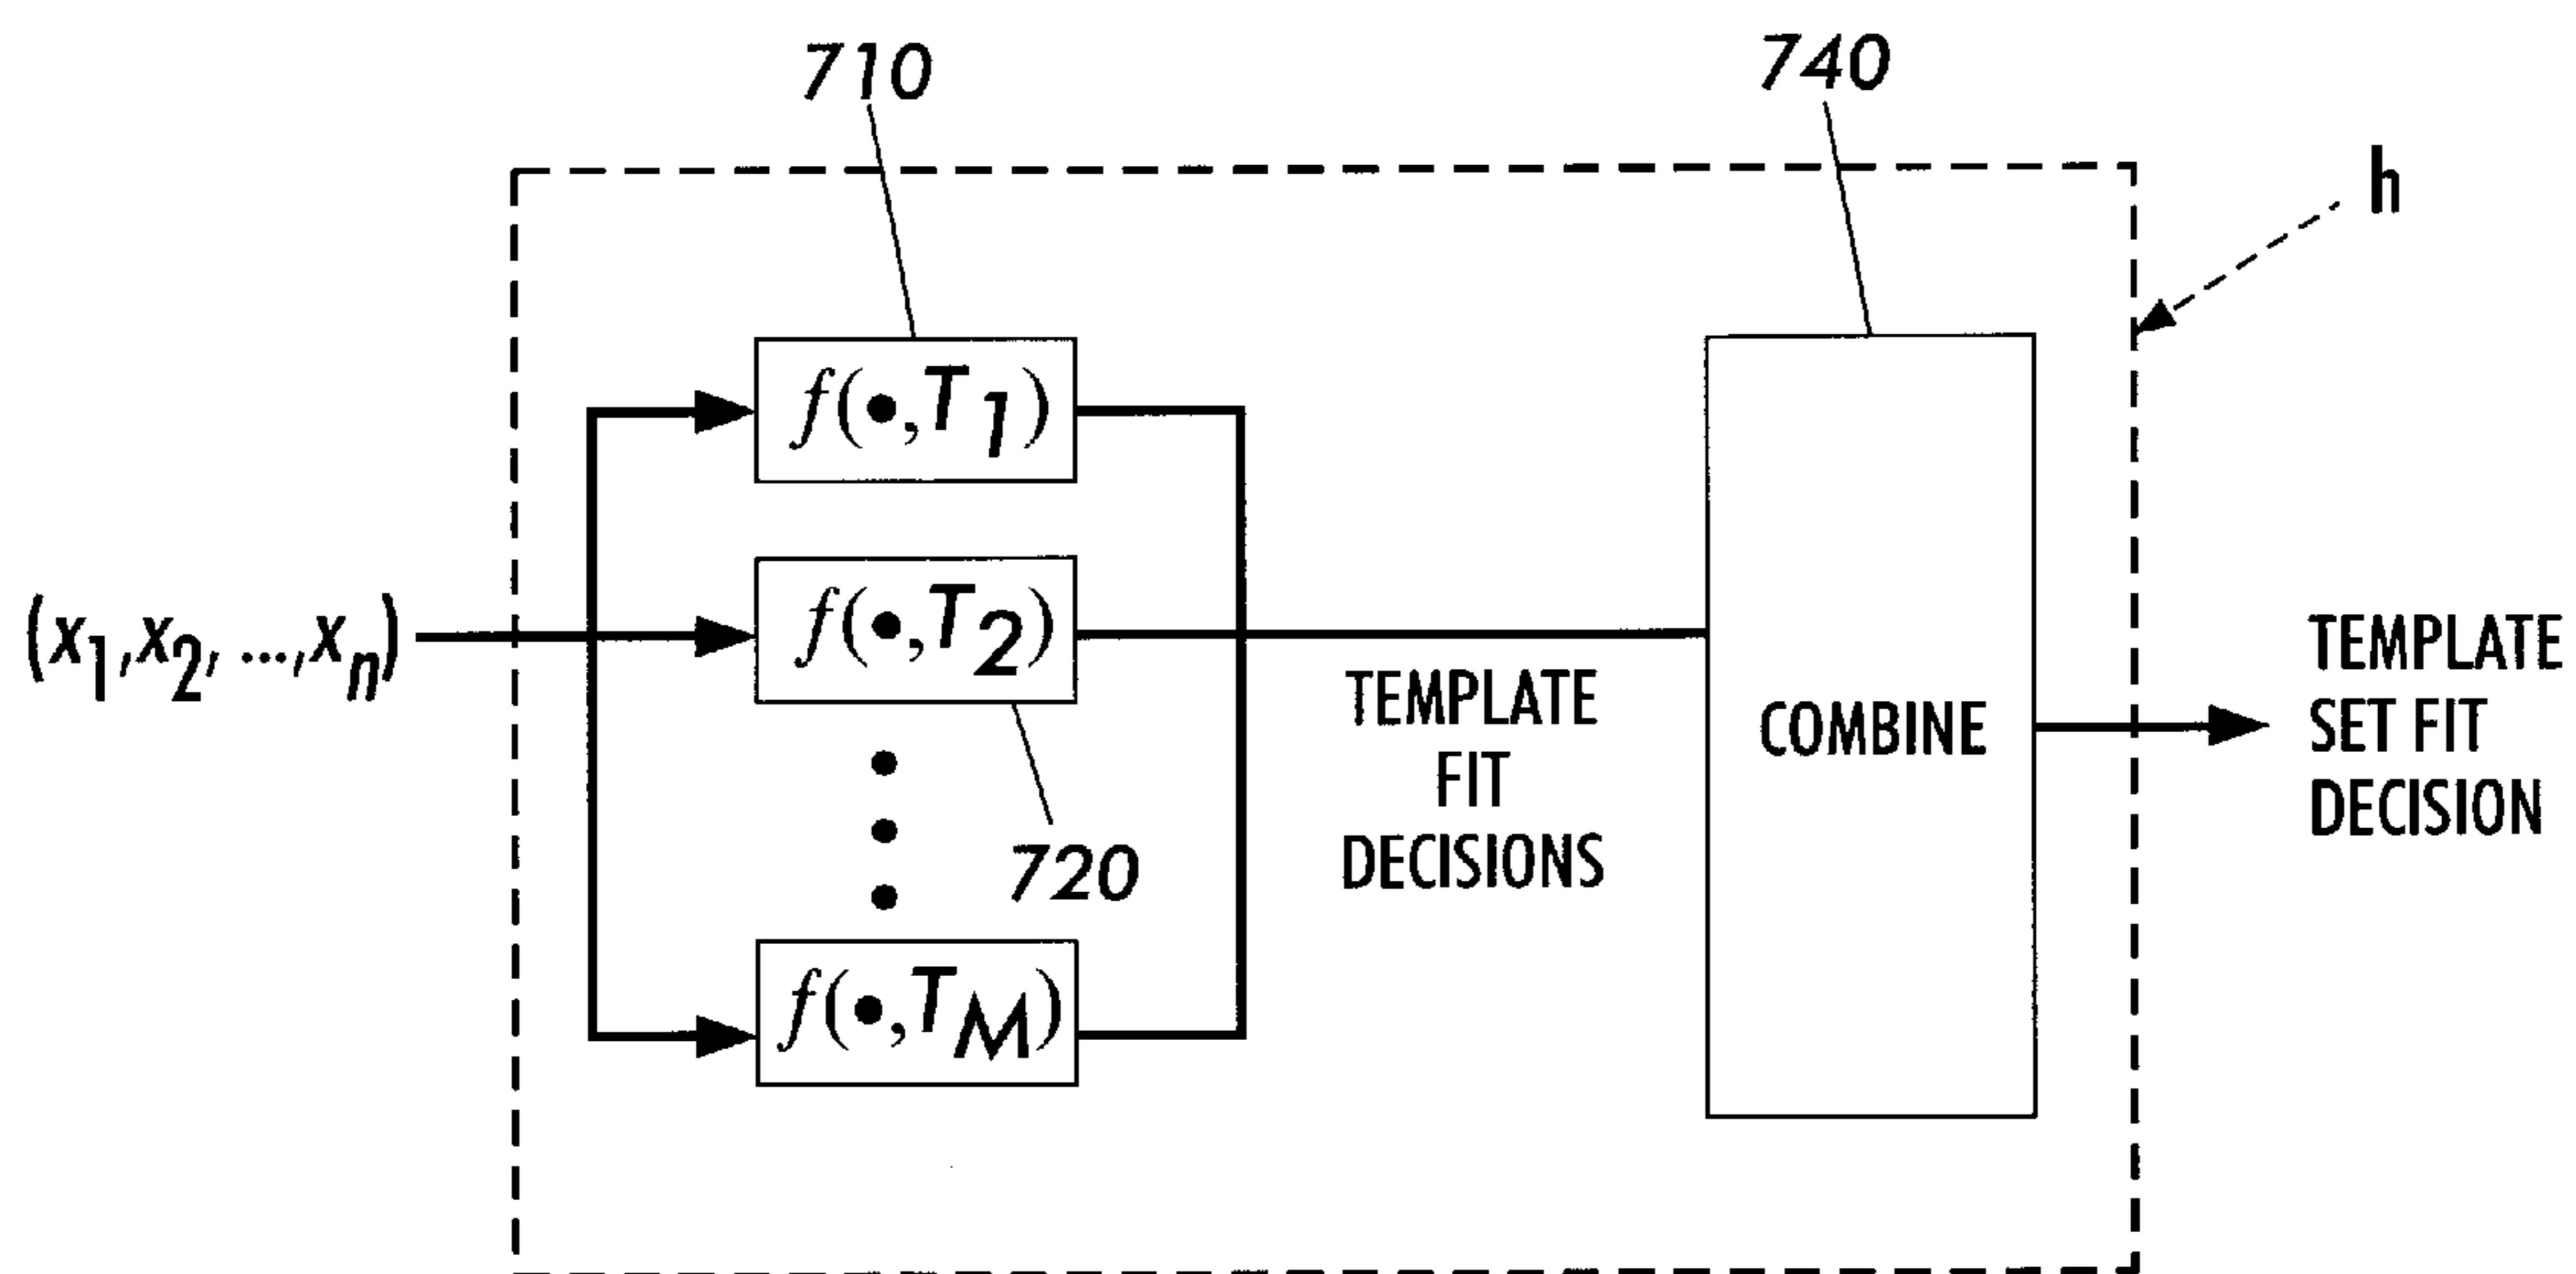 710
740
h
f(•,T1)
(x1,x2, ...,xn)
f(•,T2)
720
f(•,TM)
TEMPLATE
FIT
DECISIONS
COMBINE
TEMPLATE
SET FIT
DECISION